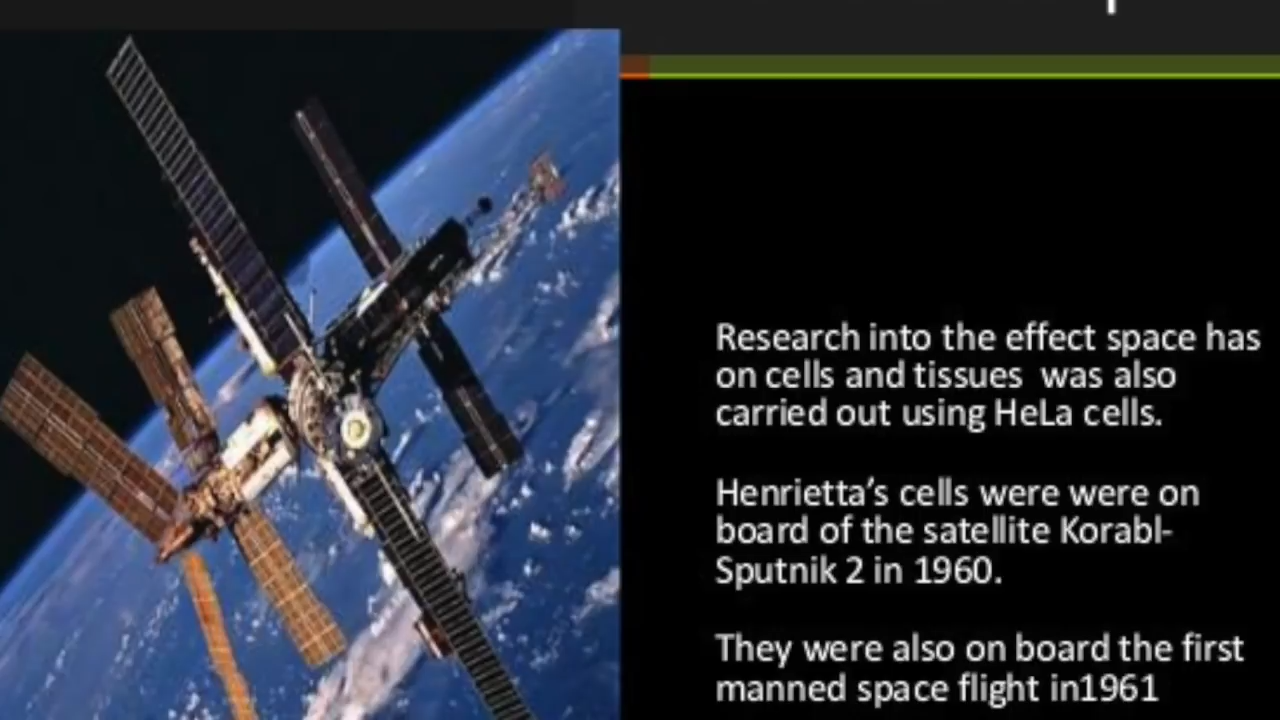 Research into the effect space has
on cells and tissues  was also
carried out using HeLa cells.
Henrietta’s cells were were on
board of the satellite Korabl-
Sputnik 2 in 1960.
They were also on board the first
manned space flight in1961